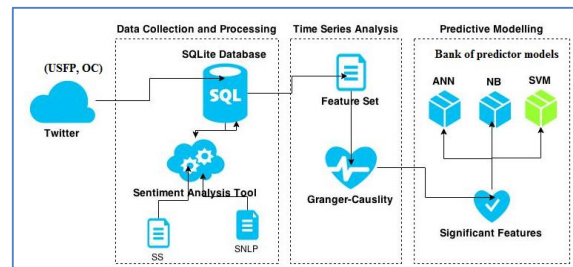 Data Collection and Processing
Time Series Analysis
Predictive Modelling
SQLite Database
Bank of predictor models
(USFP, OC)
SQL
ANN
NB
SVM
Twitter
Feature Set
Sentiment Analysis Tool
Granger-Causlity
Significant Features
SS
SNLP